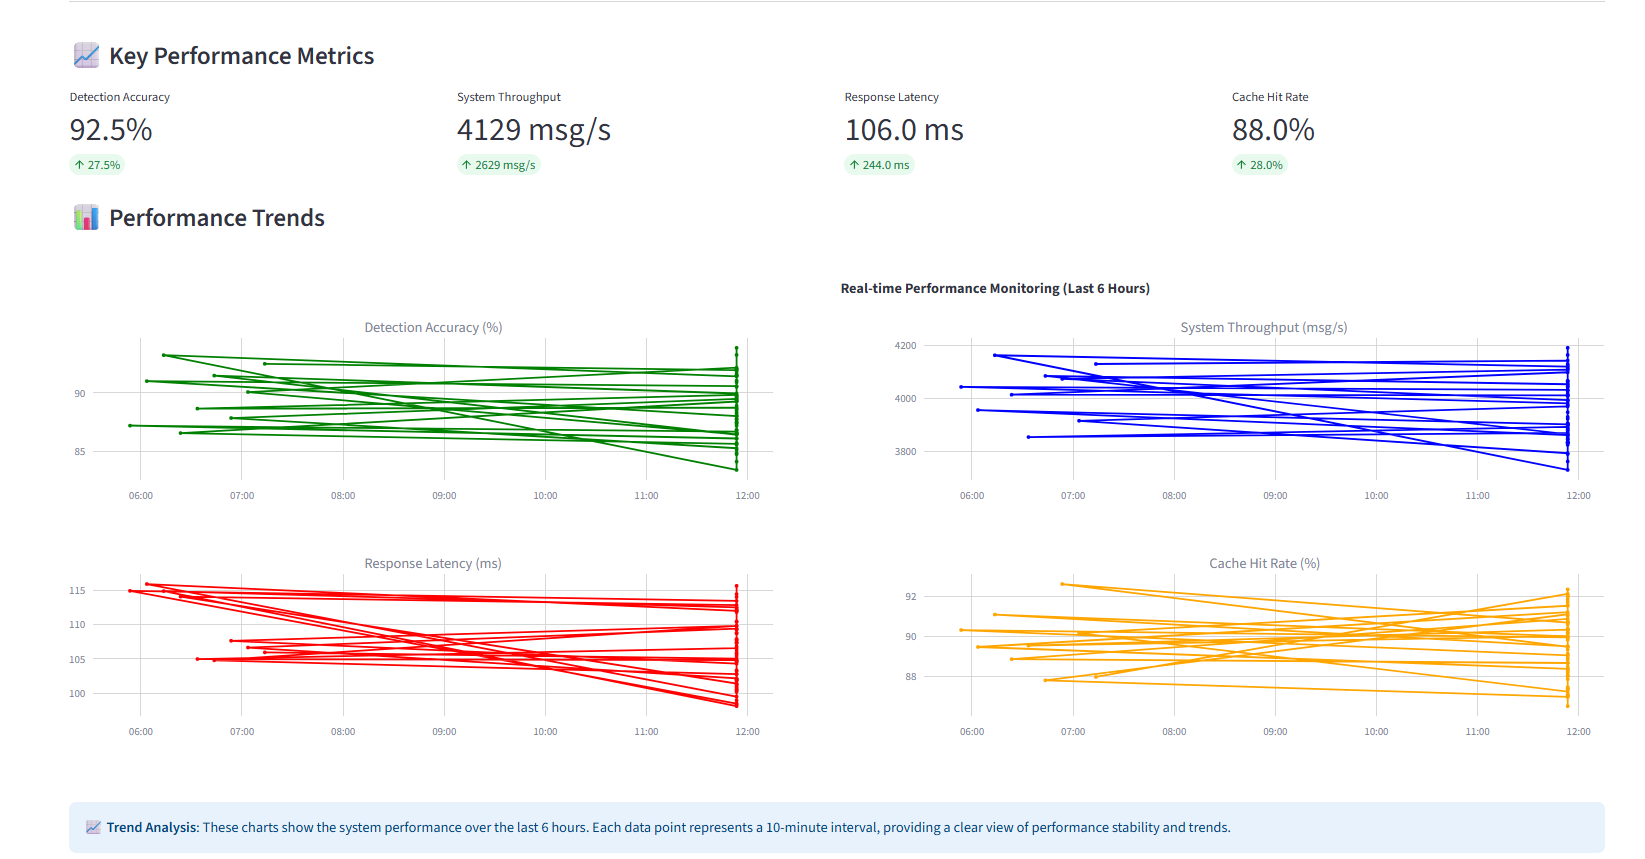 Key Performance Metrics
Detection Accuracy
System Throughput
Response Latency
Cache Hit Rate
92.5%
4129 msg/s
106.0 ms
88.0%
↑ 27.5%
↑ 2629 msg/s
↑ 244.0 ms
↑ 28.0%
Performance Trends
Real-time Performance Monitoring (Last 6 Hours)
Detection Accuracy (%)
90
85
06:00 07:00 08:00 09:00 10:00 11:00 12:00
System Throughput (msg/s)
4200
4000
3800
06:00 07:00 08:00 09:00 10:00 11:00 12:00
Response Latency (ms)
115
110
105
100
06:00 07:00 08:00 09:00 10:00 11:00 12:00
Cache Hit Rate (%)
92
90
88
06:00 07:00 08:00 09:00 10:00 11:00 12:00
Trend Analysis: These charts show the system performance over the last 6 hours. Each data point represents a 10-minute interval, providing a clear view of performance stability and trends.